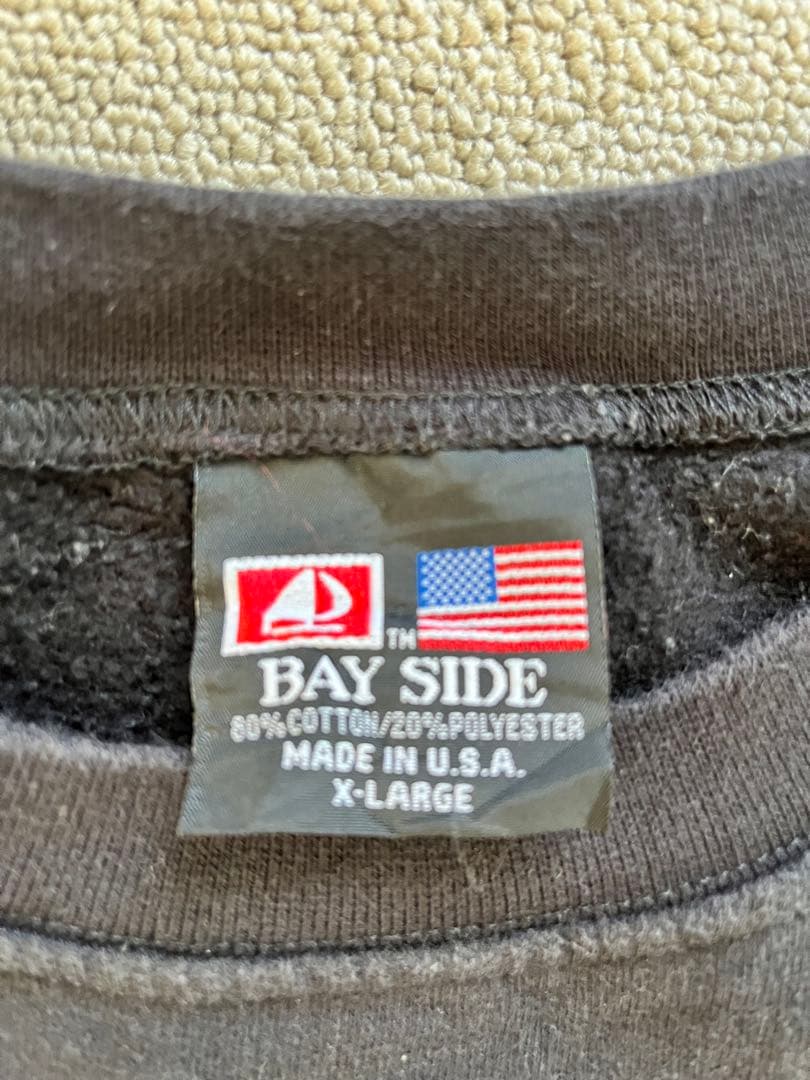 TM
BAY SIDE
80% COTTON/20% POLYESTER
MADE IN U.S.A.
X-LARGE